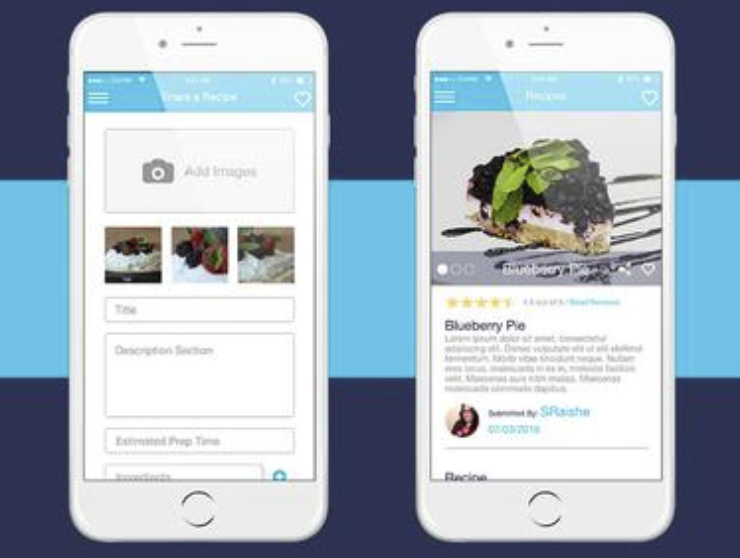 Share a Recipe
Add Images
Title
Description Section
Estimated Prep Time
Ingredients
Recipes
Blueberry Pie
4.5 out of 5 / Read Reviews
Blueberry Pie
Lorem ipsum dolor sit amet, consectetur
adipiscing elit. Donec vulputate elit ut elit eleifend
fermentum. Morbi vitae tincidunt neque. Nullam
eros lacus, malesuada in ex in, molestie facilisis
velit. Maecenas quis nibh massa. Maecenas
malesuada commodo dapibus.
Submitted By: SRaishe
07/03/2016
Recipe